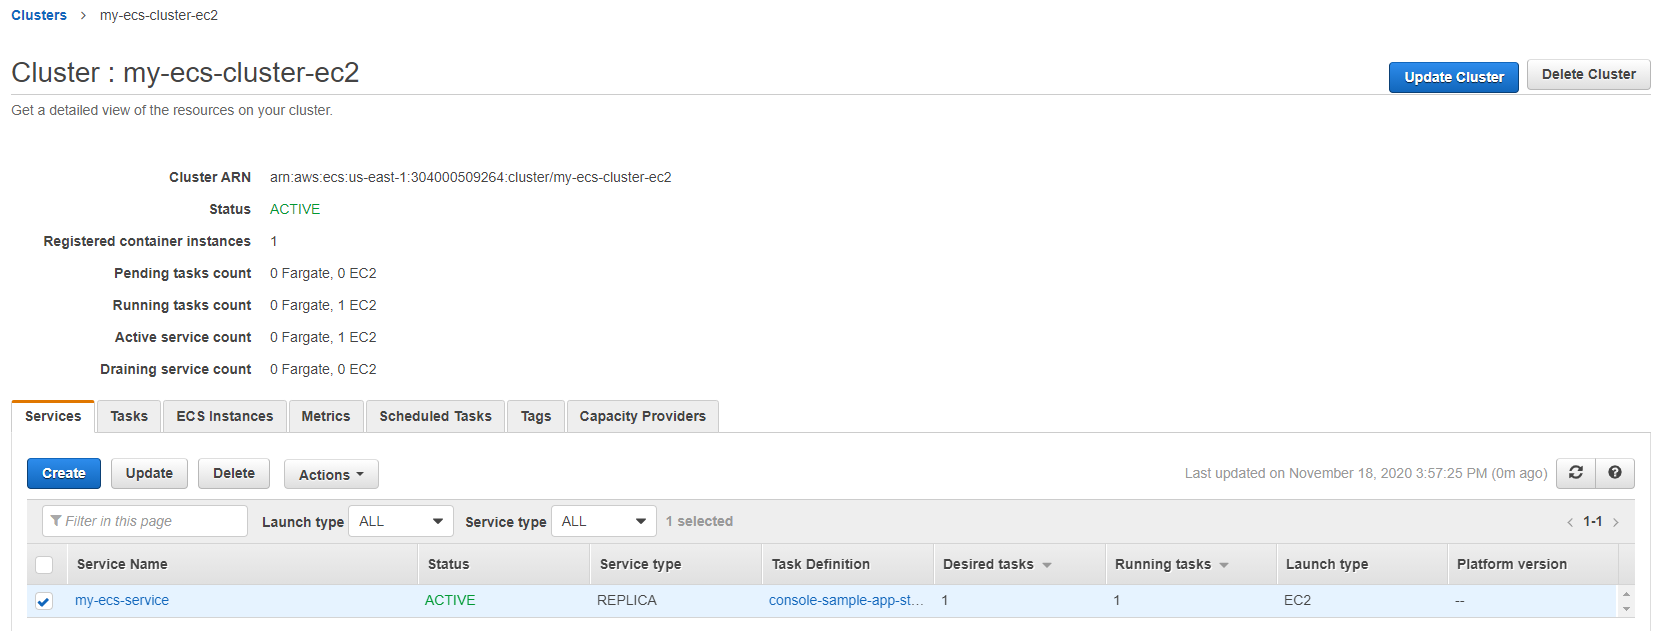 Clusters > my-ecs-cluster-ec2
Cluster : my-ecs-cluster-ec2
Update Cluster Delete Cluster
Get a detailed view of the resources on your cluster.
Cluster ARN arn:aws:ecs:us-east-1:304000509264:cluster/my-ecs-cluster-ec2
Status ACTIVE
Registered container instances 1
Pending tasks count 0 Fargate, 0 EC2
Running tasks count 0 Fargate, 1 EC2
Active service count 0 Fargate, 1 EC2
Draining service count 0 Fargate, 0 EC2
Services Tasks ECS Instances Metrics Scheduled Tasks Tags Capacity Providers
Create Update Delete Actions Last updated on November 18, 2020 3:57:25 PM (0m ago)
Filter in this page Launch type ALL Service type ALL 1 selected < 1-1 >
Service Name Status Service type Task Definition Desired tasks Running tasks Launch type Platform version
my-ecs-service ACTIVE REPLICA console-sample-app-st... 1 1 EC2 --